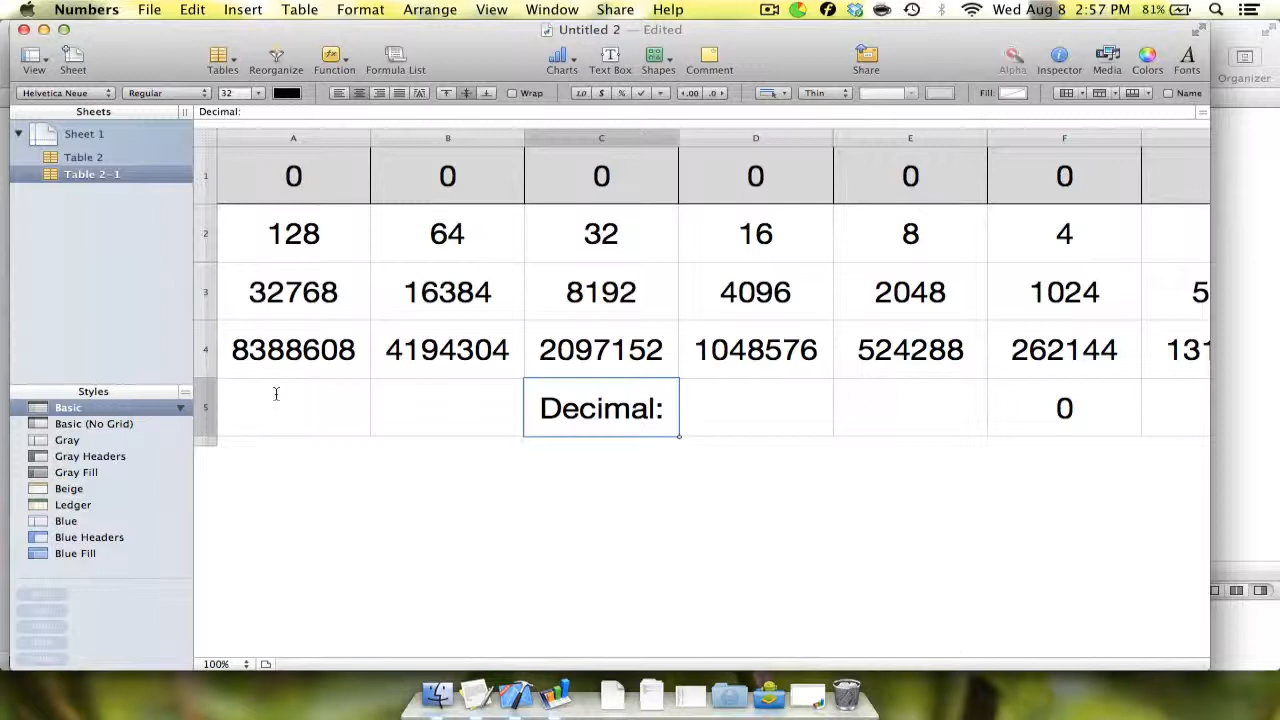 Numbers File Edit Insert Table Format Arrange View Window Share Help Wed Aug 8 2:57 PM 81%
Untitled 2 — Edited
View Sheet Tables Reorganize Function Formula List Charts Text Box Shapes Comment Share Alpha Inspector Media Colors Fonts Organizer
Helvetica Neue Regular 32 Wrap 1.0 $ % Thin Fill: Name
Sheets Decimal:
Sheet 1
Table 2
Table 2-1
A B C D E F
1 0 0 0 0 0 0
2 128 64 32 16 8 4
3 32768 16384 8192 4096 2048 1024 5
4 8388608 4194304 2097152 1048576 524288 262144 131
5 Decimal: 0
Styles
Basic
Basic (No Grid)
Gray
Gray Headers
Gray Fill
Beige
Ledger
Blue
Blue Headers
Blue Fill
100%